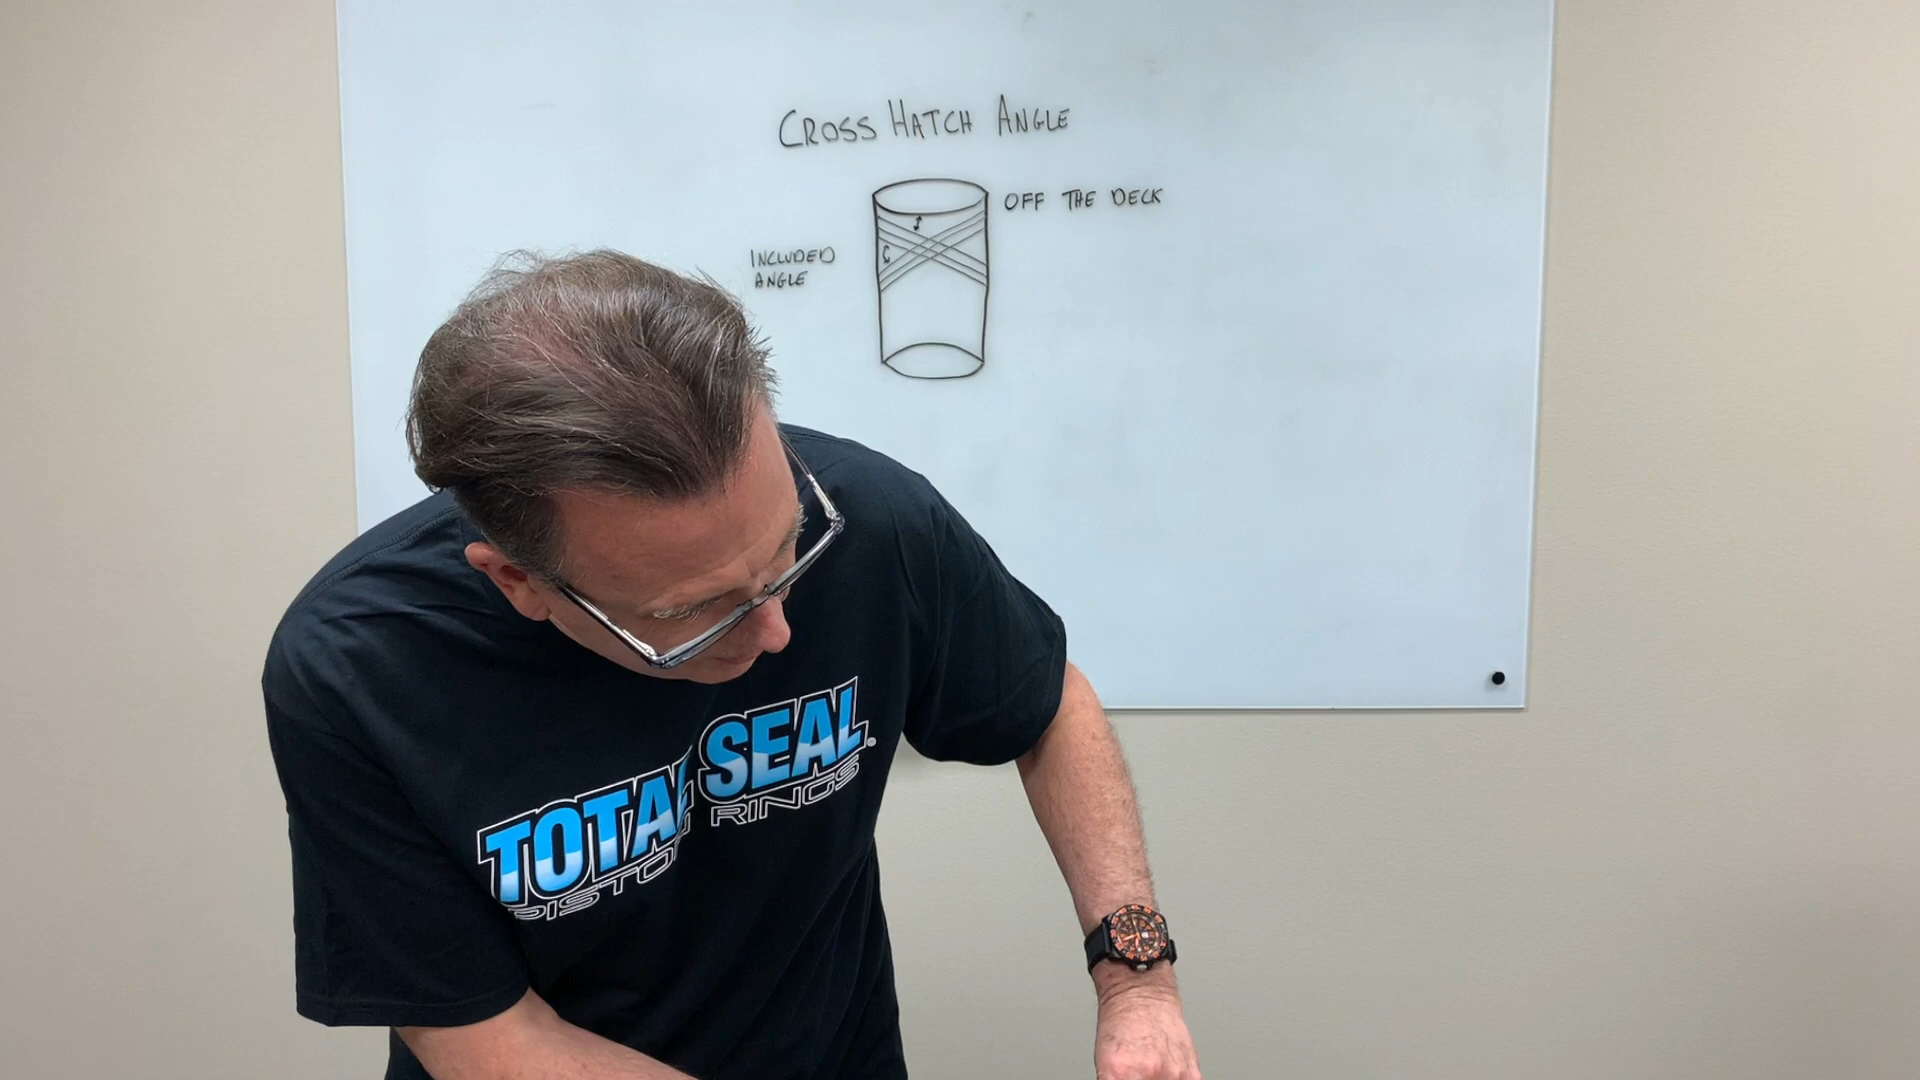 CROSS HATCH ANGLE
OFF THE DECK
INCLUDED
ANGLE
TOTAL SEAL
PISTON RINGS